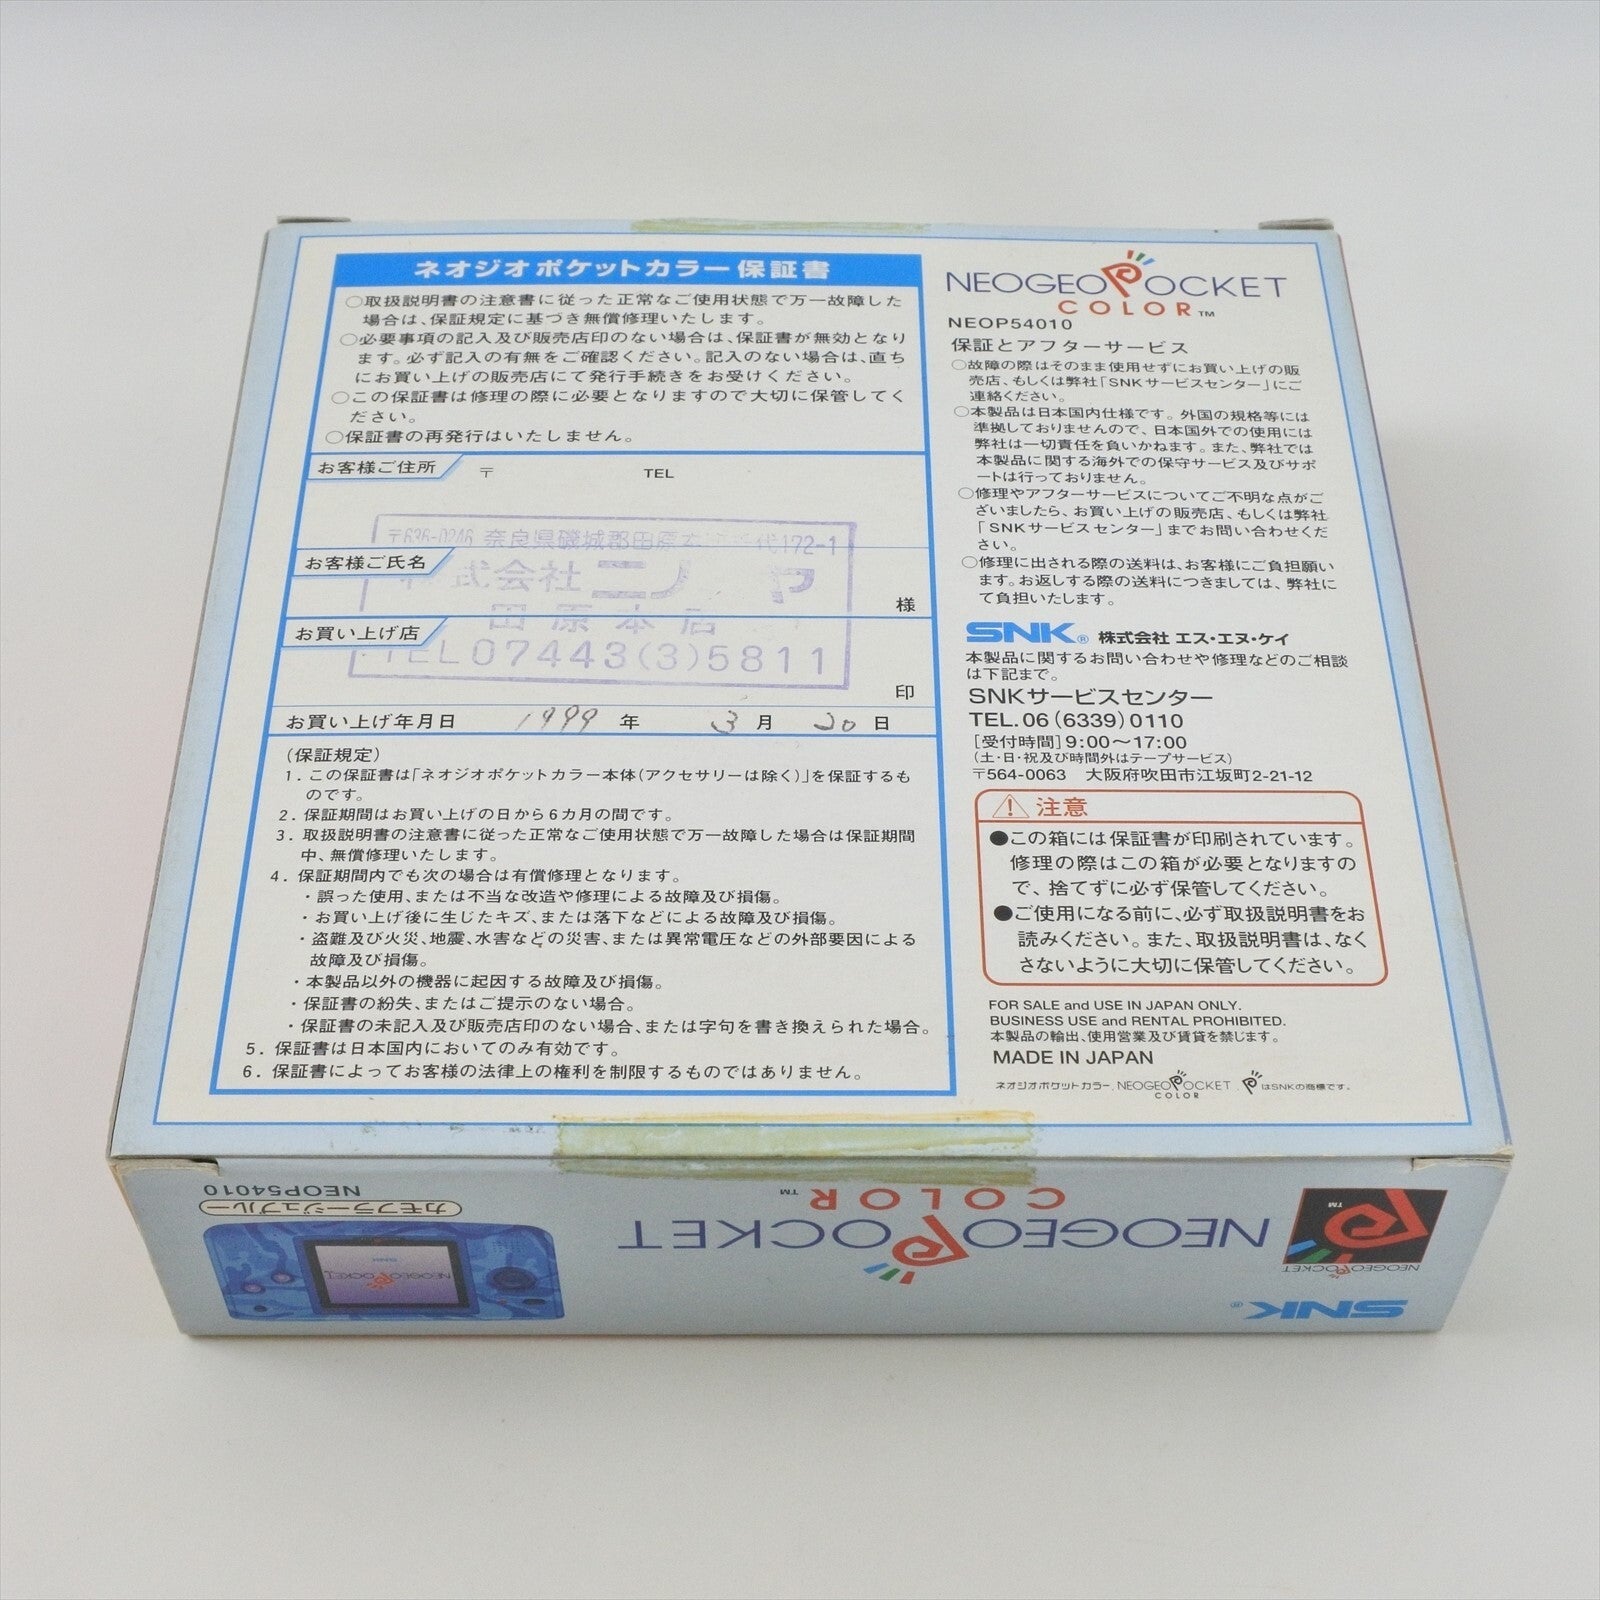 ネオジオポケットカラー保証書
○取扱説明書の注意書に従った正常なご使用状態で万一故障した
場合は、保証規定に基づき無償修理いたします。
○必要事項の記入及び販売店印のない場合は、保証書が無効となり
ます。必ず記入の有無をご確認ください。記入のない場合は、直ち
にお買い上げの販売店にて発行手続きをお受けください。
○この保証書は修理の際に必要となりますので大切に保管してく
ださい。
○保証書の再発行はいたしません。
お客様ご住所 〒 TEL
〒636-0246 奈良県磯城郡田原本 代172-1
お客様ご氏名
株式会社 ニノ ヤ
様
田原本店
お買い上げ店
TEL07443(3)5811
印
お買い上げ年月日 1999 年 3 月 20 日
(保証規定)
1. この保証書は「ネオジオポケットカラー本体(アクセサリーは除く)」を保証するも
のです。
2. 保証期間はお買い上げの日から6カ月の間です。
3. 取扱説明書の注意書に従った正常なご使用状態で万一故障した場合は保証期間
中、無償修理いたします。
4. 保証期間内でも次の場合は有償修理となります。
・誤った使用、または不当な改造や修理による故障及び損傷。
・お買い上げ後に生じたキズ、または落下などによる故障及び損傷。
・盗難及び火災、地震、水害などの災害、または異常電圧などの外部要因による
故障及び損傷。
・本製品以外の機器に起因する故障及び損傷。
・保証書の紛失、またはご提示のない場合。
・保証書の未記入及び販売店印のない場合、または字句を書き換えられた場合。
5. 保証書は日本国内においてのみ有効です。
6. 保証書によってお客様の法律上の権利を制限するものではありません。
NEOGEO POCKET
COLOR™
NEOP54010
保証とアフターサービス
○故障の際はそのまま使用せずにお買い上げの販
売店、もしくは弊社「SNKサービスセンター」にご
連絡ください。
○本製品は日本国内仕様です。外国の規格等には
準拠しておりませんので、日本国外での使用には
弊社は一切責任を負いかねます。また、弊社では
本製品に関する海外での保守サービス及びサポ
ートは行っておりません。
○修理やアフターサービスについてご不明な点がご
ざいましたら、お買い上げの販売店、もしくは弊社
「SNKサービスセンター」までお問い合わせくだ
さい。
○修理に出される際の送料は、お客様にご負担願い
ます。お返しする際の送料につきましては、弊社に
て負担いたします。
SNK® 株式会社 エス・エヌ・ケイ
本製品に関するお問い合わせや修理などのご相談
は下記まで。
SNKサービスセンター
TEL.06(6339)0110
[受付時間]9:00～17:00
(土・日・祝及び時間外はテープサービス)
〒564-0063 大阪府吹田市江坂町2-21-12
注意
●この箱には保証書が印刷されています。
修理の際はこの箱が必要となりますの
で、捨てずに必ず保管してください。
●ご使用になる前に、必ず取扱説明書をお
読みください。また、取扱説明書は、なく
さないように大切に保管してください。
FOR SALE and USE IN JAPAN ONLY.
BUSINESS USE and RENTAL PROHIBITED.
本製品の輸出、使用営業及び賃貸を禁じます。
MADE IN JAPAN
ネオジオポケットカラー, NEOGEO POCKET COLOR はSNKの商標です。
SNK®
NEOGEO POCKET
™
NEOGEO POCKET
COLOR™
SNK
NEOGEO POCKET
カモフラージュブルー
NEOP54010